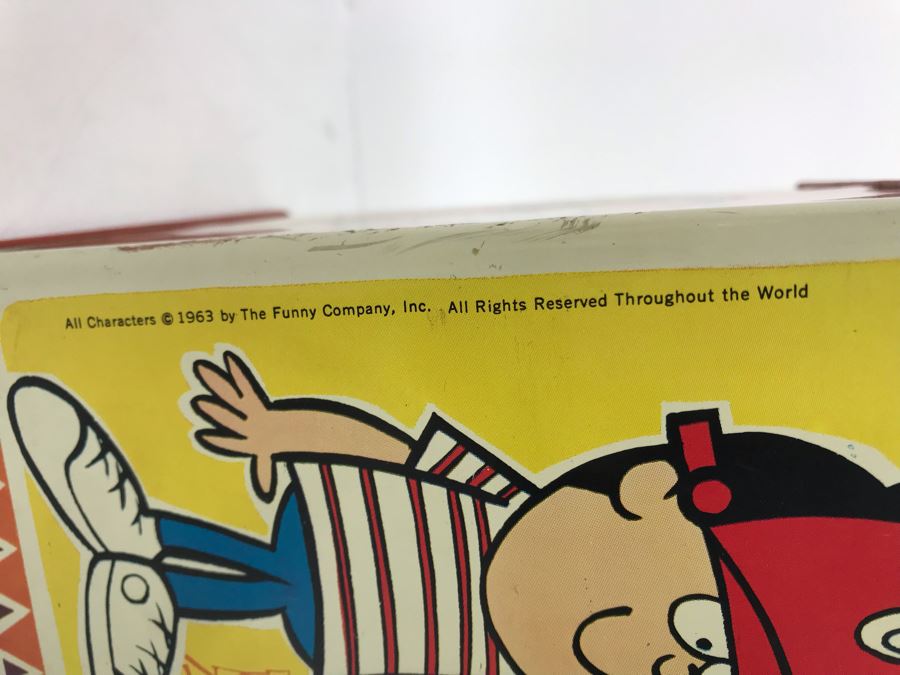 All Characters © 1963 by The Funny Company, Inc. All Rights Reserved Throughout the World